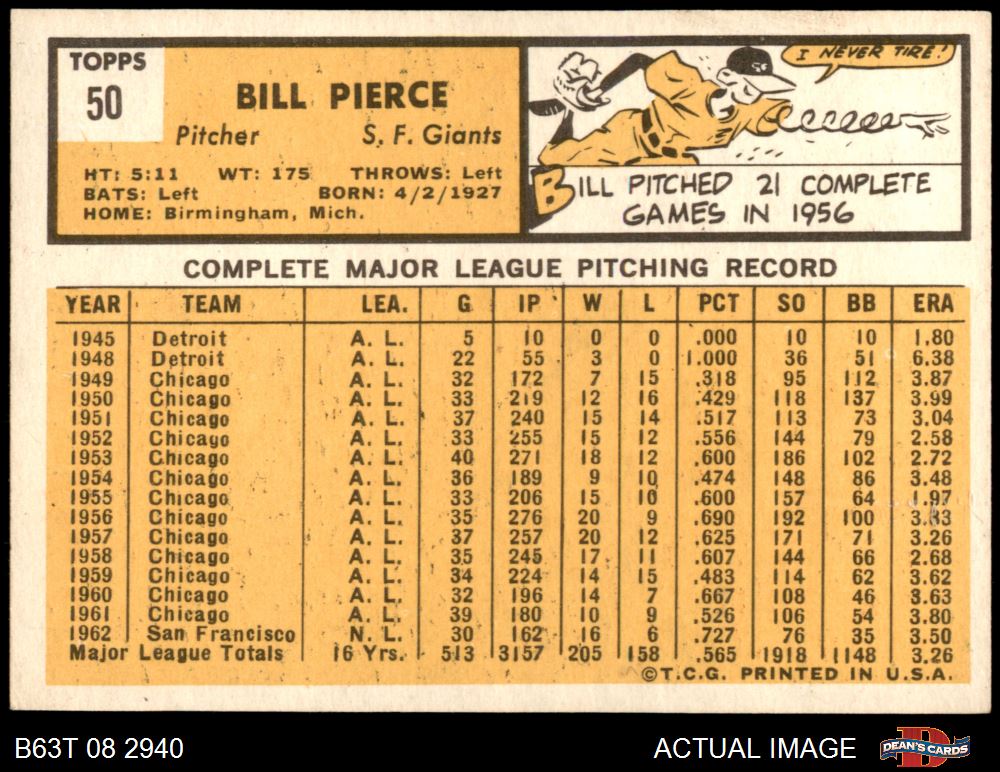 TOPPS
50
BILL PIERCE
Pitcher S. F. Giants
HT: 5:11 WT: 175 THROWS: Left
BATS: Left BORN: 4/2/1927
HOME: Birmingham, Mich.
I NEVER TIRE!
BILL PITCHED 21 COMPLETE
GAMES IN 1956
COMPLETE MAJOR LEAGUE PITCHING RECORD
YEAR TEAM LEA. G IP W L PCT SO BB ERA
1945 Detroit A. L. 5 10 0 0 .000 10 10 1.80
1948 Detroit A. L. 22 55 3 0 1.000 36 51 6.38
1949 Chicago A. L. 32 172 7 15 .318 95 112 3.87
1950 Chicago A. L. 33 219 12 16 .429 118 137 3.99
1951 Chicago A. L. 37 240 15 14 .517 113 73 3.04
1952 Chicago A. L. 33 255 15 12 .556 144 79 2.58
1953 Chicago A. L. 40 271 18 12 .600 186 102 2.72
1954 Chicago A. L. 36 189 9 10 .474 148 86 3.48
1955 Chicago A. L. 33 206 15 10 .600 157 64 1.97
1956 Chicago A. L. 35 276 20 9 .690 192 100 3.33
1957 Chicago A. L. 37 257 20 12 .625 171 71 3.26
1958 Chicago A. L. 35 245 17 11 .607 144 66 2.68
1959 Chicago A. L. 34 224 14 15 .483 114 62 3.62
1960 Chicago A. L. 32 196 14 7 .667 108 46 3.63
1961 Chicago A. L. 39 180 10 9 .526 106 54 3.80
1962 San Francisco N. L. 30 162 16 6 .727 76 35 3.50
Major League Totals 16 Yrs. 513 3157 205 158 .565 1918 1148 3.26
©T.C.G. PRINTED IN U.S.A.
B63T 08 2940 ACTUAL IMAGE DEAN'S CARDS